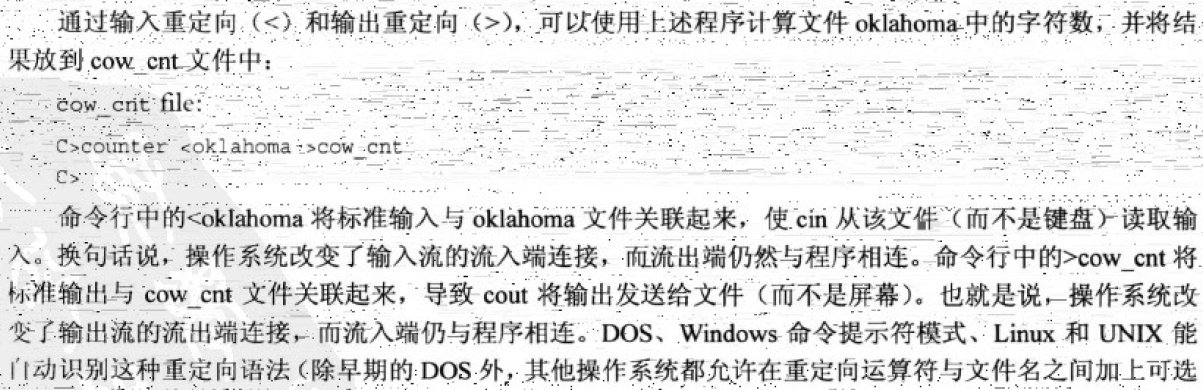 通过输入重定向（<）和输出重定向（>），可以使用上述程序计算文件 oklahoma 中的字符数，并将结
果放到 cow_cnt 文件中：
cow_cnt file:
C>counter <oklahoma >cow_cnt
C>
命令行中的<oklahoma 将标准输入与 oklahoma 文件关联起来，使 cin 从该文件（而不是键盘）读取输
入。换句话说，操作系统改变了输入流的流入端连接，而流出端仍然与程序相连。命令行中的>cow_cnt 将
标准输出与 cow_cnt 文件关联起来，导致 cout 将输出发送给文件（而不是屏幕）。也就是说，操作系统改
变了输出流的流出端连接，而流入端仍与程序相连。DOS、Windows 命令提示符模式、Linux 和 UNIX 能
自动识别这种重定向语法（除早期的 DOS 外，其他操作系统都允许在重定向运算符与文件名之间加上可选